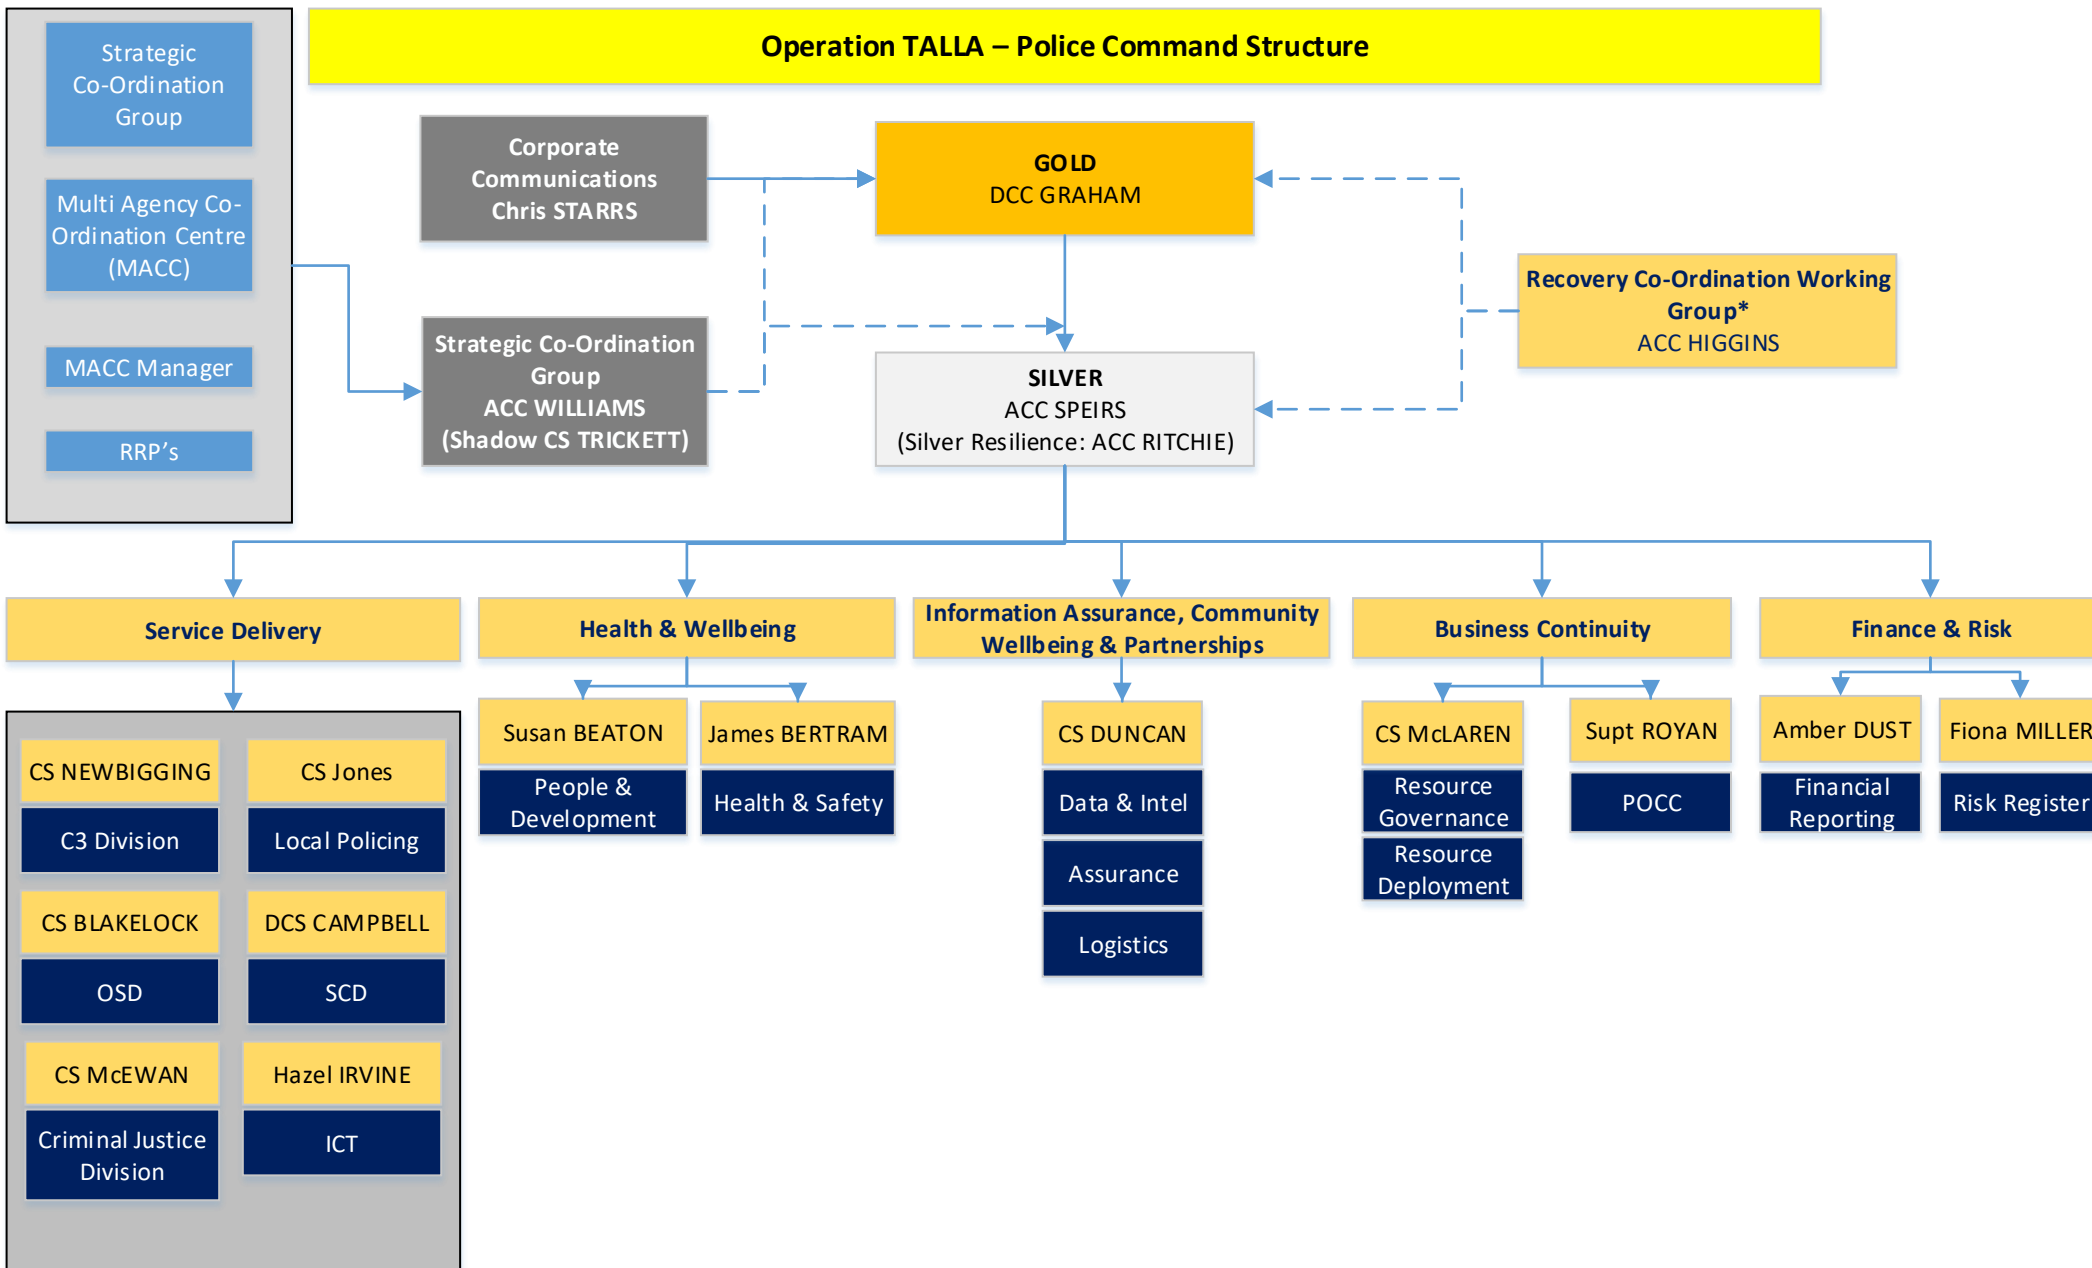 Operation TALLA – Police Command Structure
Strategic
Co-Ordination
Group
Multi Agency Co-
Ordination Centre
(MACC)
MACC Manager
RRP's
Corporate
Communications
Chris STARRS
Strategic Co-Ordination
Group
ACC WILLIAMS
(Shadow CS TRICKETT)
GOLD
DCC GRAHAM
SILVER
ACC SPEIRS
(Silver Resilience: ACC RITCHIE)
Recovery Co-Ordination Working
Group*
ACC HIGGINS
Service Delivery
CS NEWBIGGING
C3 Division
CS Jones
Local Policing
CS BLAKELOCK
OSD
DCS CAMPBELL
SCD
CS McEWAN
Criminal Justice
Division
Hazel IRVINE
ICT
Health & Wellbeing
Susan BEATON
People &
Development
James BERTRAM
Health & Safety
Information Assurance, Community
Wellbeing & Partnerships
CS DUNCAN
Data & Intel
Assurance
Logistics
Business Continuity
CS McLAREN
Resource
Governance
Resource
Deployment
Supt ROYAN
POCC
Finance & Risk
Amber DUST
Financial
Reporting
Fiona MILLER
Risk Register